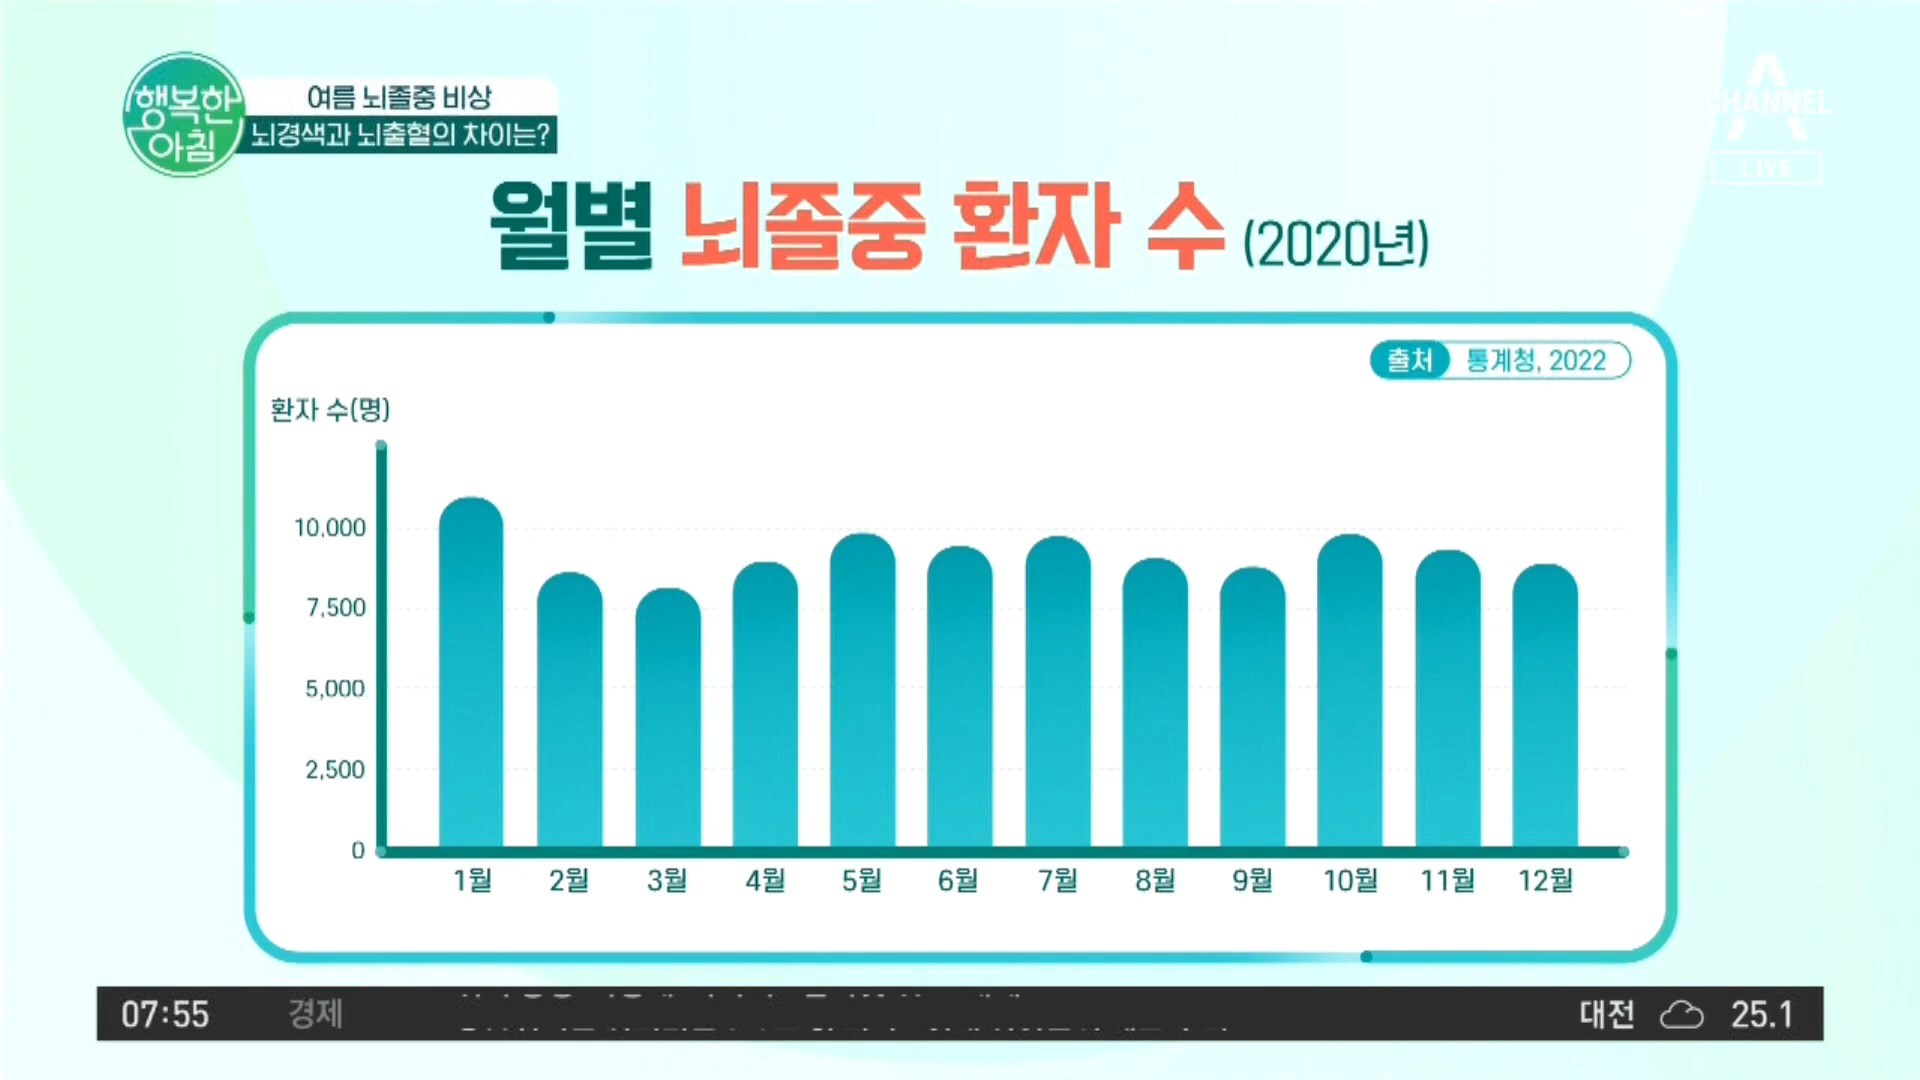 행복한
아침
여름 뇌졸중 비상
뇌경색과 뇌출혈의 차이는?
CHANNEL A
LIVE
월별 뇌졸중 환자 수 (2020년)
출처 통계청, 2022
환자 수(명)
10,000
7,500
5,000
2,500
0
1월 2월 3월 4월 5월 6월 7월 8월 9월 10월 11월 12월
07:55 경제 대전 25.1